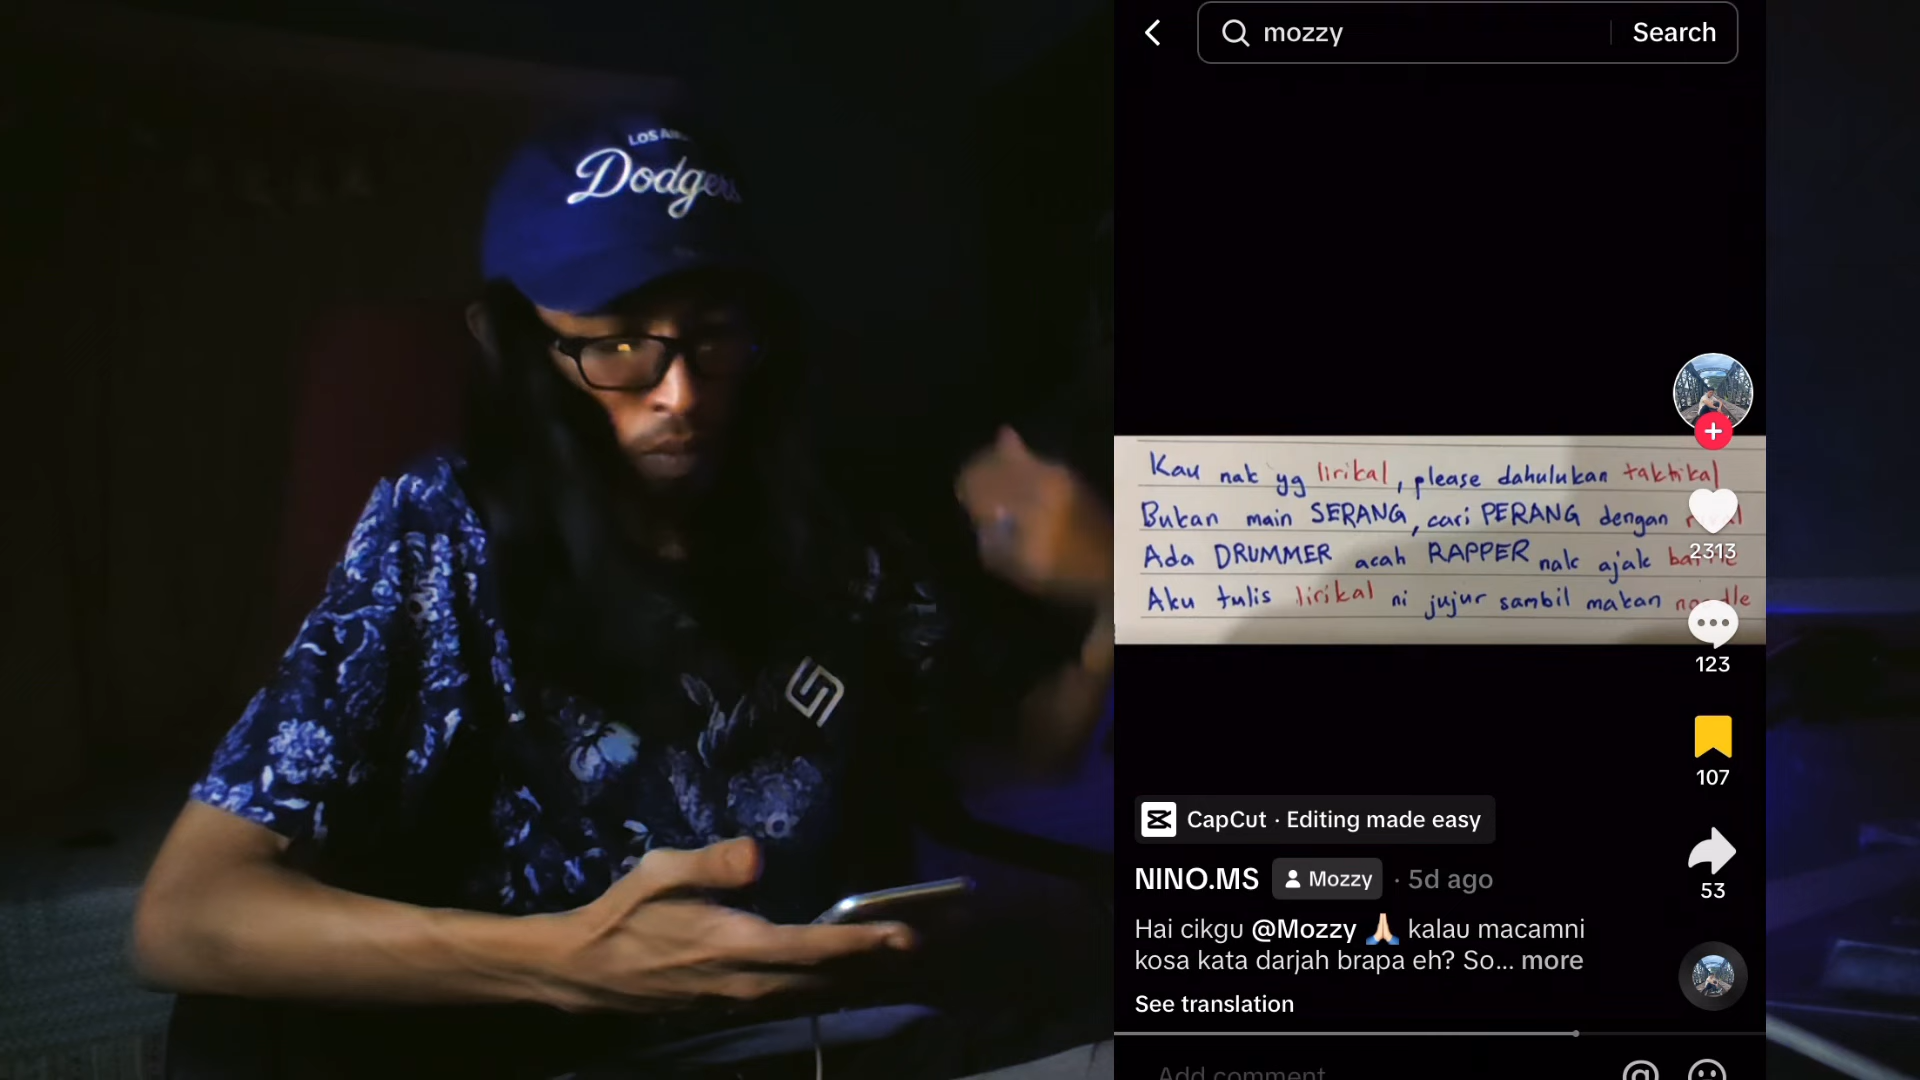 LOS AN
Dodgers
mozzy
Search
Kau nak yg lirikal, please dahulukan taktikal
Bukan main SERANG, cari PERANG dengan
Ada DRUMMER acah RAPPER nak ajak battle
Aku tulis lirikal ni jujur sambil makan noodle
2313
123
107
53
CapCut · Editing made easy
NINO.MS Mozzy · 5d ago
Hai cikgu @Mozzy 🙏🏻 kalau macamni
kosa kata darjah brapa eh? So... more
See translation
Add comment